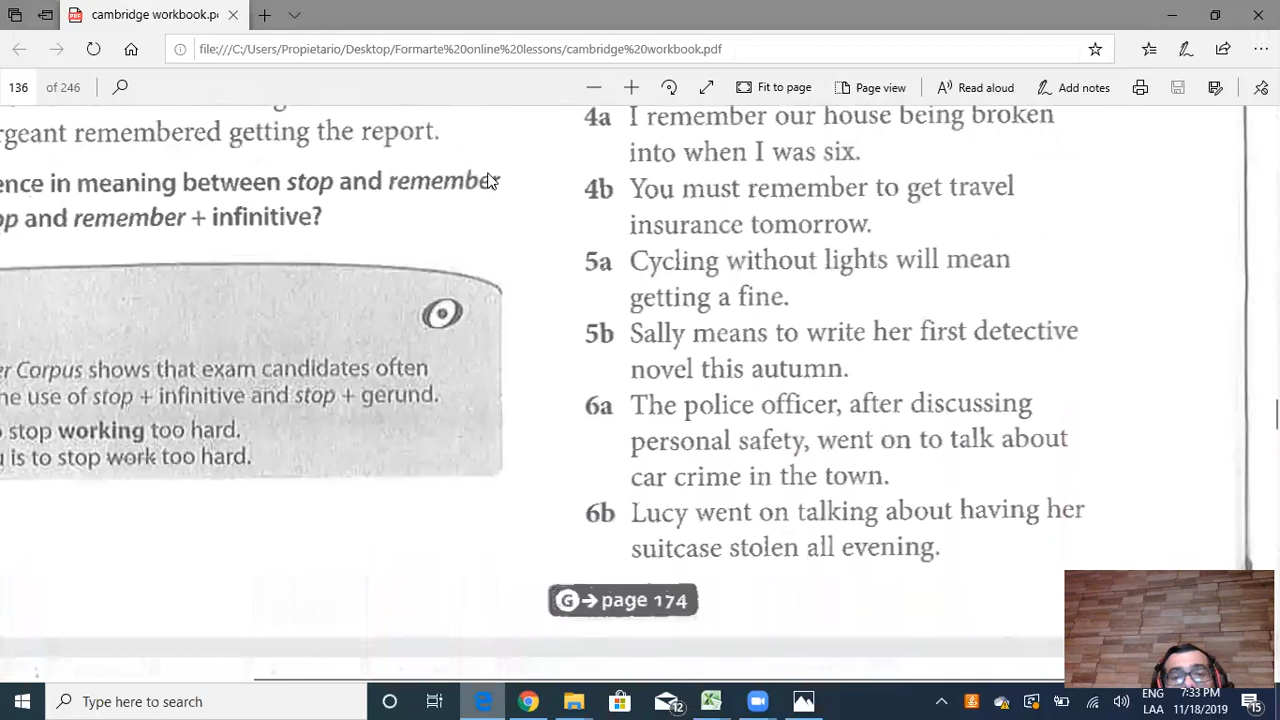 cambridge workbook.pdf
file:///C:/Users/Propietario/Desktop/Formarte%20online%20lessons/cambridge%20workbook.pdf
136 of 246
Fit to page
Page view
Read aloud
Add notes
rgeant remembered getting the report.
ence in meaning between stop and remember
op and remember + infinitive?
er Corpus shows that exam candidates often
he use of stop + infinitive and stop + gerund.
stop working too hard.
u is to stop work too hard.
4a I remember our house being broken
into when I was six.
4b You must remember to get travel
insurance tomorrow.
5a Cycling without lights will mean
getting a fine.
5b Sally means to write her first detective
novel this autumn.
6a The police officer, after discussing
personal safety, went on to talk about
car crime in the town.
6b Lucy went on talking about having her
suitcase stolen all evening.
G → page 174
Type here to search
12
ENG
LAA
7:33 PM
11/18/2019
15